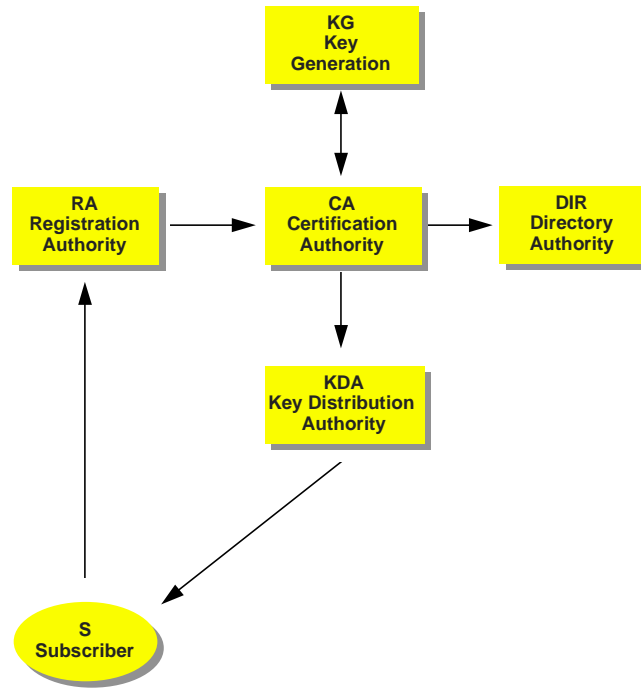 KG
Key
Generation
RA
Registration
Authority
CA
Certification
Authority
DIR
Directory
Authority
KDA
Key Distribution
Authority
S
Subscriber